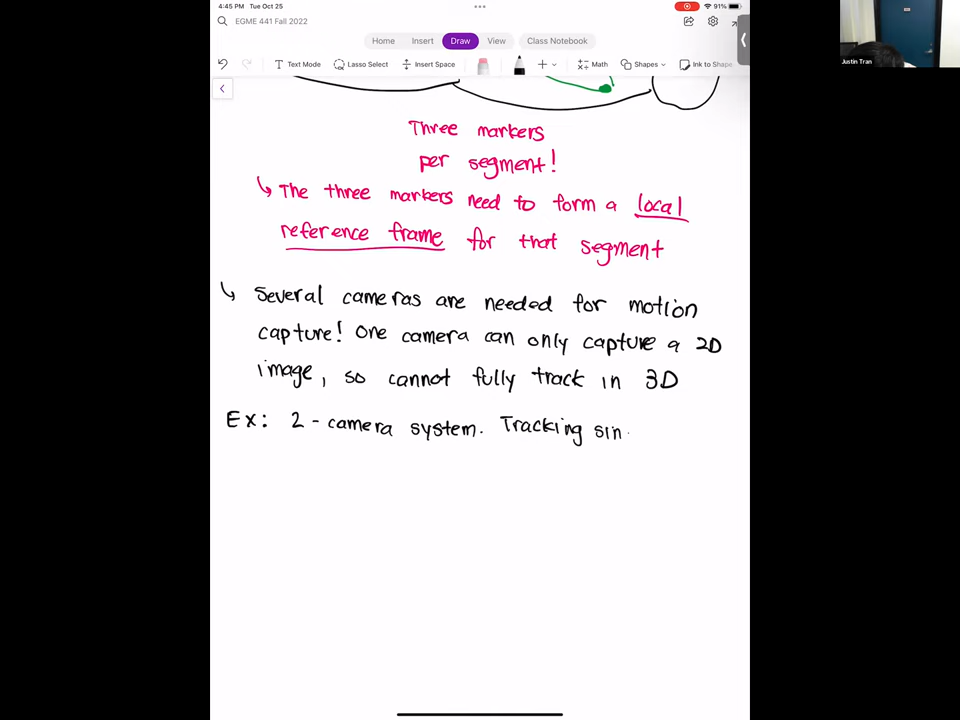 4:45 PM Tue Oct 25
91%
EGME 441 Fall 2022
Home Insert Draw View Class Notebook
Text Mode Lasso Select Insert Space Math Shapes Ink to Shape
Justin Tran
Three markers
per segment!
The three markers need to form a local
reference frame for that segment
Several cameras are needed for motion
capture! One camera can only capture a 2D
image, so cannot fully track in 3D
Ex: 2-camera system. Tracking sin